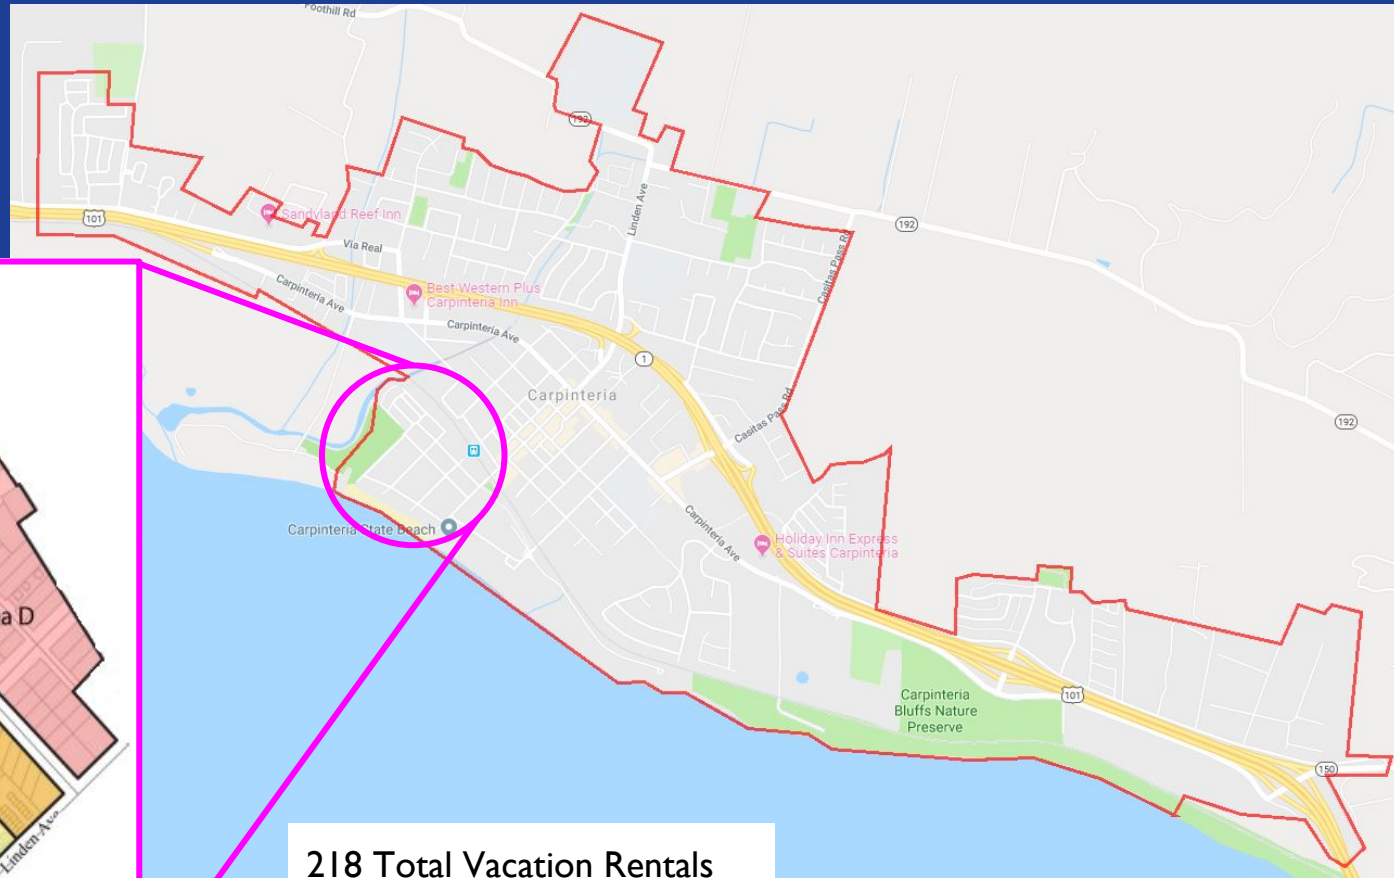 Foothill Rd
192
Linden Ave
101
Sandyland Reef Inn
Via Real
192
Casitas Pass Rd
Carpinteria Ave
Best Western Plus
Carpinteria Inn
Carpinteria Ave
1
Carpinteria
Casitas Pass Rd
192
Carpinteria State Beach
Carpinteria Ave
Holiday Inn Express
& Suites Carpinteria
Carpinteria
Bluffs Nature
Preserve
101
150
a D
Linden Ave
218 Total Vacation Rentals